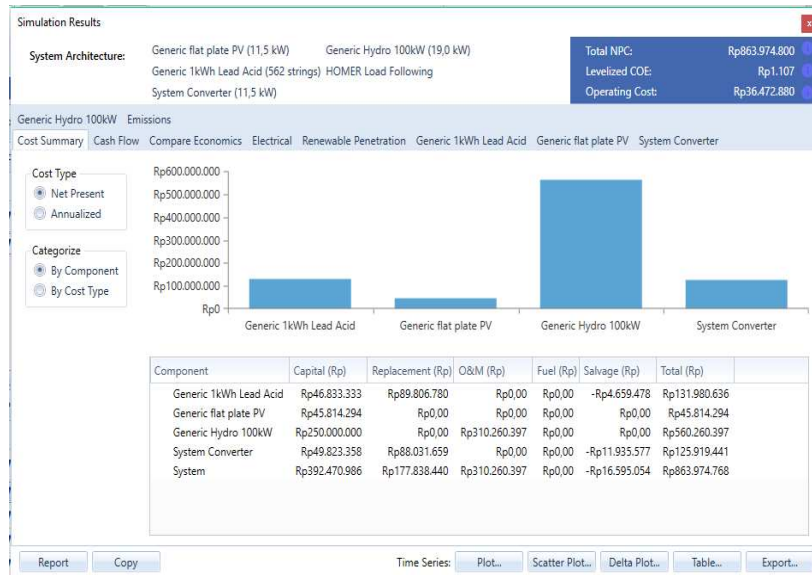 Simulation Results
x
System Architecture:
Generic flat plate PV (11,5 kW) Generic Hydro 100kW (19,0 kW)
Generic 1kWh Lead Acid (562 strings) HOMER Load Following
System Converter (11,5 kW)
Total NPC: Rp863.974.800
Levelized COE: Rp1.107
Operating Cost: Rp36.472.880
Generic Hydro 100kW Emissions
Cost Summary Cash Flow Compare Economics Electrical Renewable Penetration Generic 1kWh Lead Acid Generic flat plate PV System Converter
Cost Type
Net Present
Annualized
Categorize
By Component
By Cost Type
Rp600.000.000
Rp500.000.000
Rp400.000.000
Rp300.000.000
Rp200.000.000
Rp100.000.000
Rp0
Generic 1kWh Lead Acid Generic flat plate PV Generic Hydro 100kW System Converter
Component Capital (Rp) Replacement (Rp) O&M (Rp) Fuel (Rp) Salvage (Rp) Total (Rp)
Generic 1kWh Lead Acid Rp46.833.333 Rp89.806.780 Rp0,00 Rp0,00 -Rp4.659.478 Rp131.980.636
Generic flat plate PV Rp45.814.294 Rp0,00 Rp0,00 Rp0,00 Rp0,00 Rp45.814.294
Generic Hydro 100kW Rp250.000.000 Rp0,00 Rp310.260.397 Rp0,00 Rp0,00 Rp560.260.397
System Converter Rp49.823.358 Rp88.031.659 Rp0,00 Rp0,00 -Rp11.935.577 Rp125.919.441
System Rp392.470.986 Rp177.838.440 Rp310.260.397 Rp0,00 -Rp16.595.054 Rp863.974.768
Report Copy Time Series: Plot... Scatter Plot... Delta Plot... Table... Export...